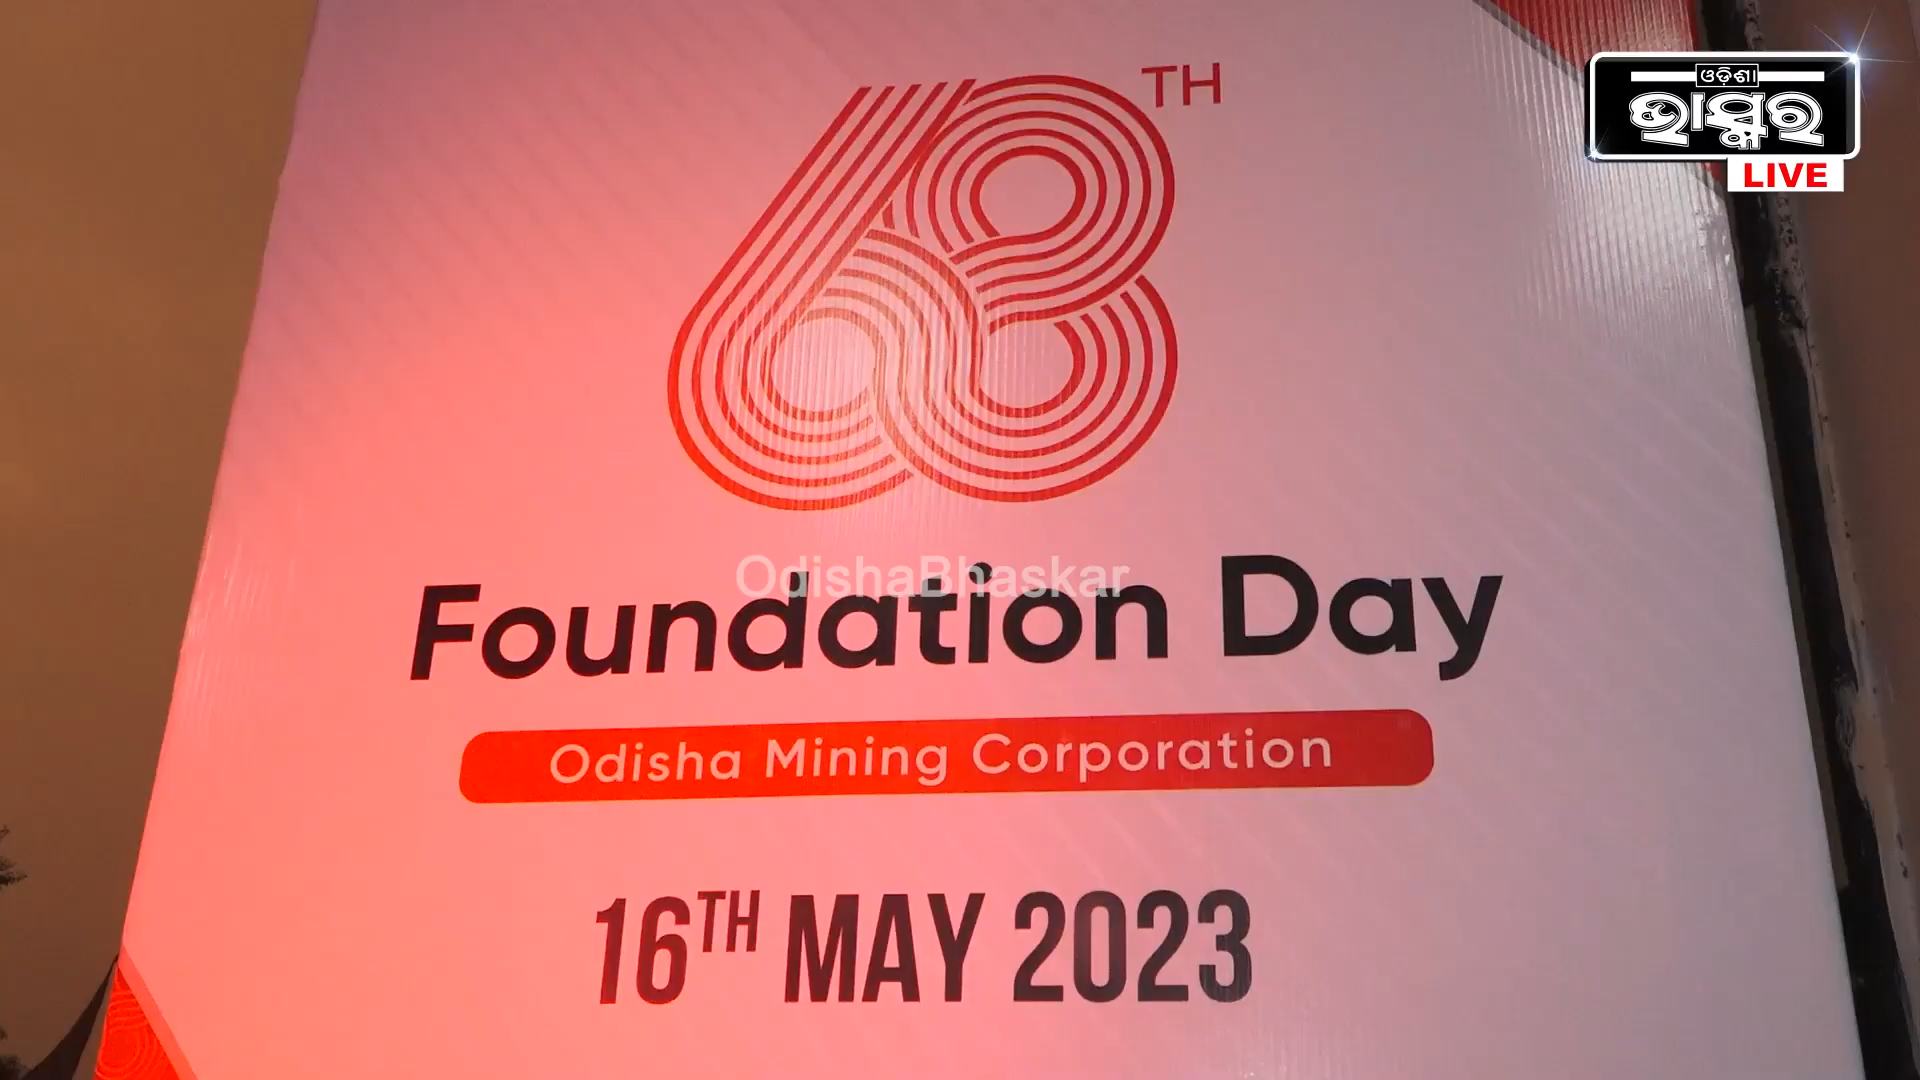 68TH
ଓଡ଼ିଶା
ଭାସ୍କର
LIVE
OdishaBhaskar
Foundation Day
Odisha Mining Corporation
16TH MAY 2023